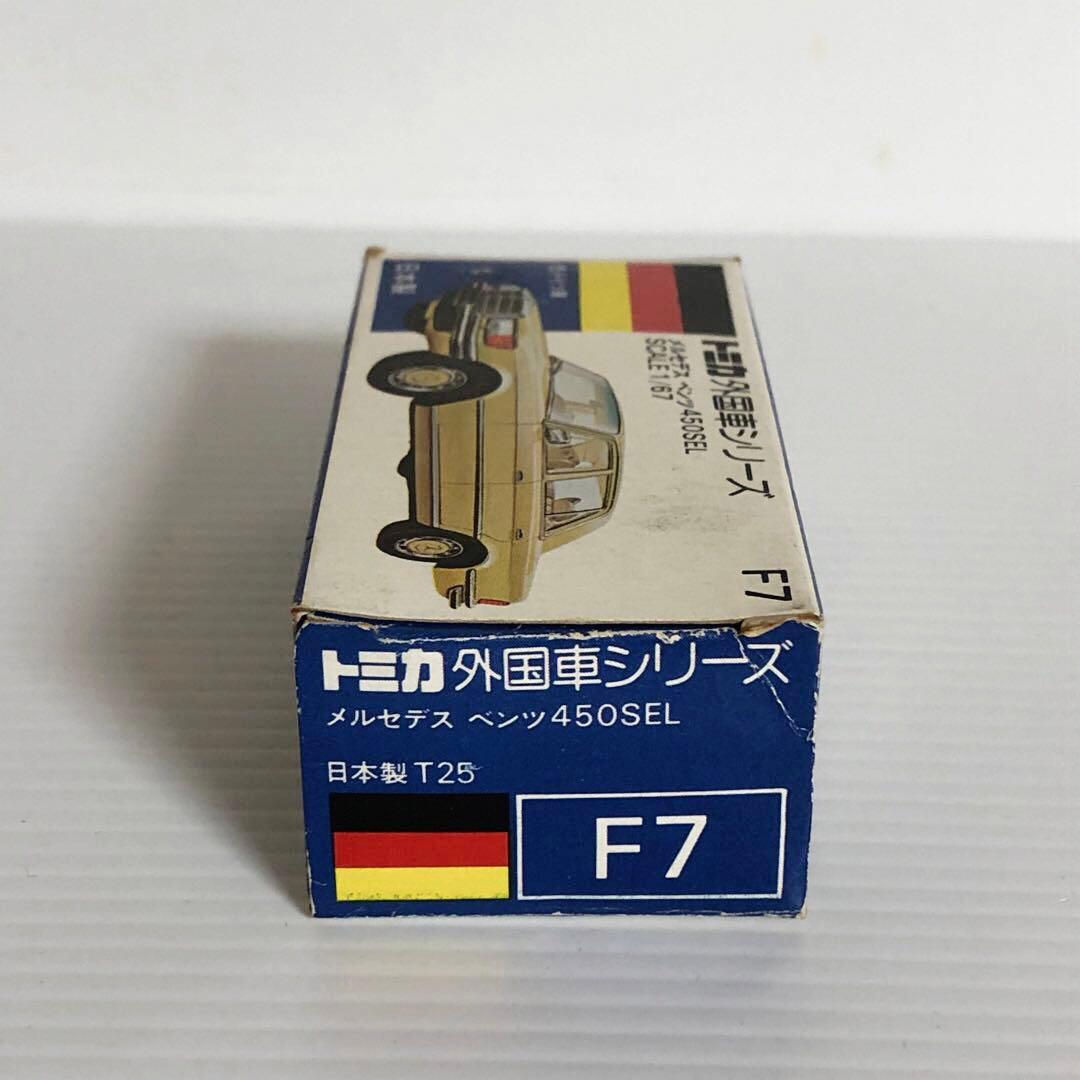 トミカ外国車シリーズ
メルセデス ベンツ450SEL
SCALE 1/67
F7
日本製
トミカ 外国車シリーズ
メルセデス ベンツ450SEL
日本製 T25
F7